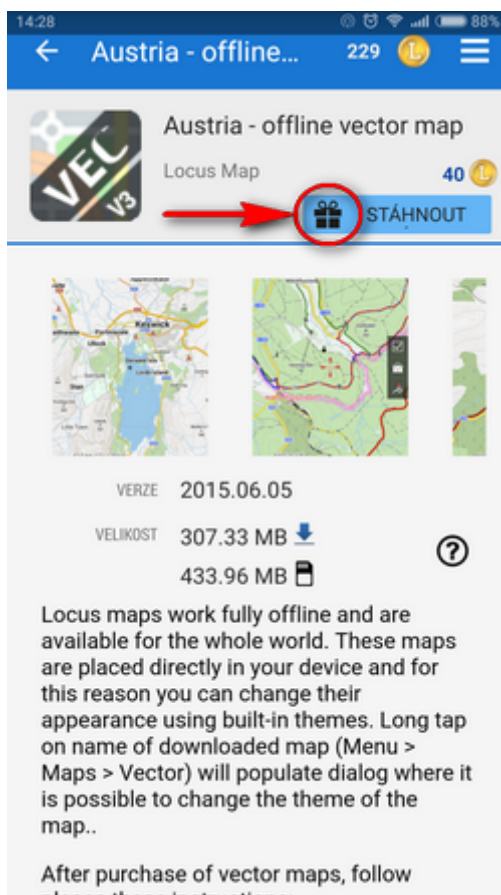 14:28
88%
Austria - offline...
229
L
VEC
V3
Austria - offline vector map
Locus Map
40 L
STÁHNOUT
Keswick
VERZE 2015.06.05
VELIKOST 307.33 MB
433.96 MB
?
Locus maps work fully offline and are
available for the whole world. These maps
are placed directly in your device and for
this reason you can change their
appearance using built-in themes. Long tap
on name of downloaded map (Menu >
Maps > Vector) will populate dialog where it
is possible to change the theme of the
map..
After purchase of vector maps, follow